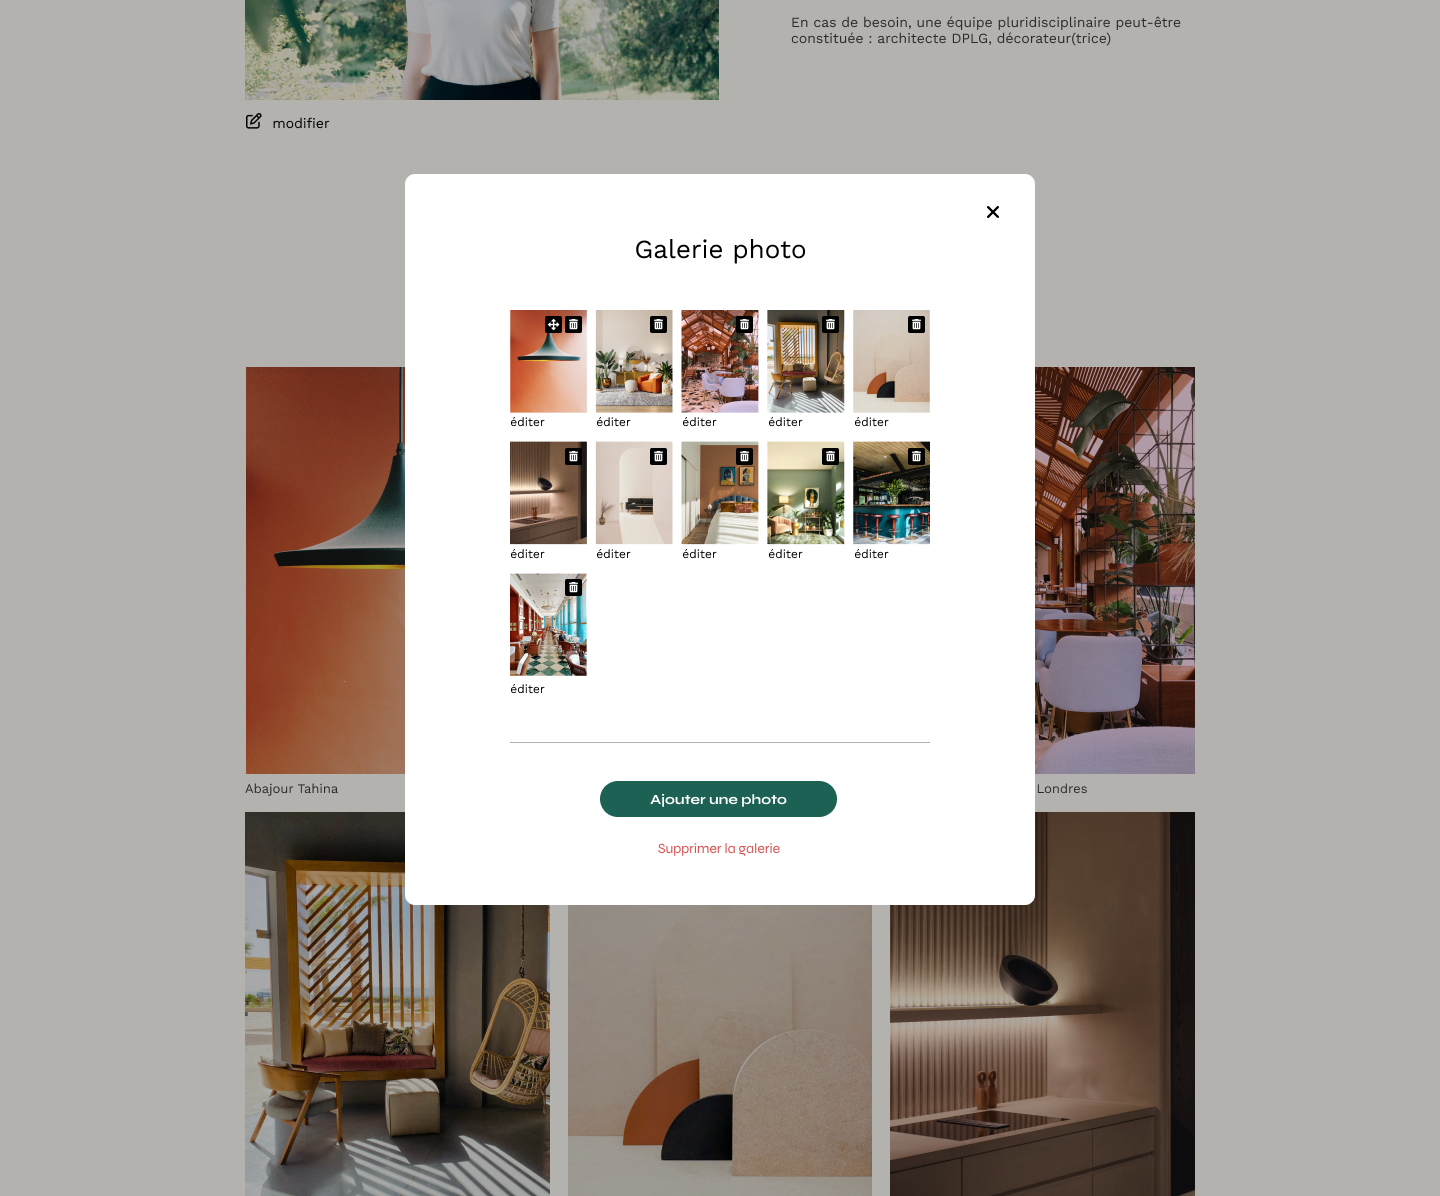 En cas de besoin, une équipe pluridisciplinaire peut-être
constituée : architecte DPLG, décorateur(trice)
modifier
Galerie photo
éditer
éditer
éditer
éditer
éditer
éditer
éditer
éditer
éditer
éditer
éditer
Ajouter une photo
Supprimer la galerie
Abajour Tahina
Londres